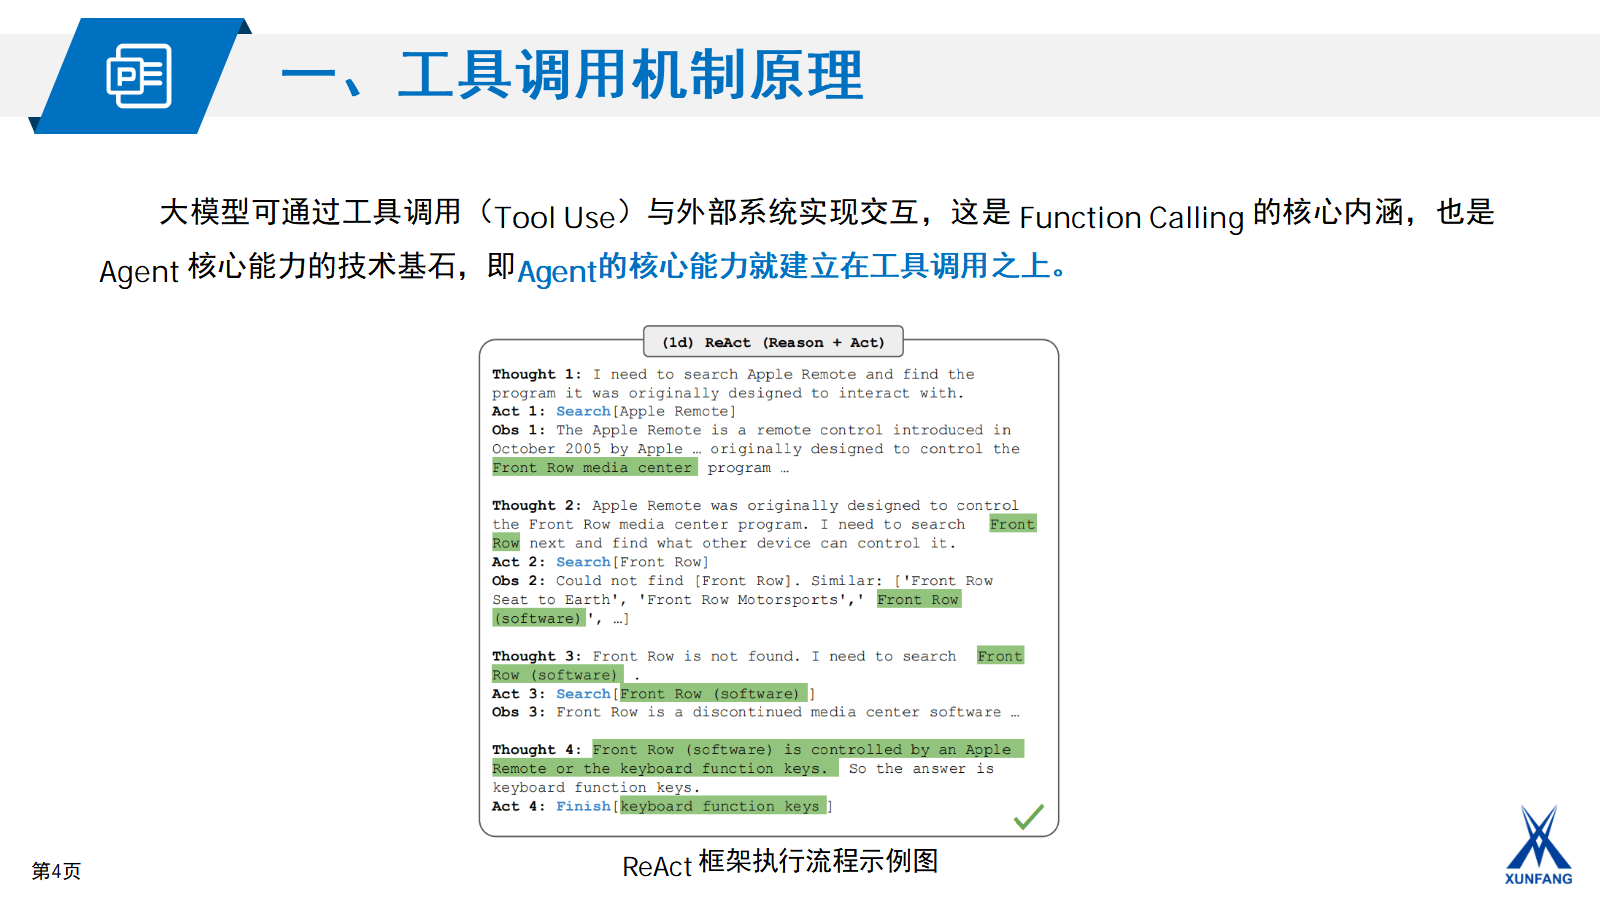 一、工具调用机制原理
大模型可通过工具调用（Tool Use）与外部系统实现交互，这是 Function Calling 的核心内涵，也是
Agent 核心能力的技术基石，即Agent的核心能力就建立在工具调用之上。
(1d) ReAct (Reason + Act)
Thought 1: I need to search Apple Remote and find the
program it was originally designed to interact with.
Act 1: Search[Apple Remote]
Obs 1: The Apple Remote is a remote control introduced in
October 2005 by Apple … originally designed to control the
Front Row media center program …
Thought 2: Apple Remote was originally designed to control
the Front Row media center program. I need to search Front
Row next and find what other device can control it.
Act 2: Search[Front Row]
Obs 2: Could not find [Front Row]. Similar: ['Front Row
Seat to Earth', 'Front Row Motorsports',' Front Row
(software)', …]
Thought 3: Front Row is not found. I need to search Front
Row (software) .
Act 3: Search[Front Row (software) ]
Obs 3: Front Row is a discontinued media center software …
Thought 4: Front Row (software) is controlled by an Apple
Remote or the keyboard function keys. So the answer is
keyboard function keys.
Act 4: Finish[keyboard function keys ]
ReAct 框架执行流程示例图
第4页
XUNFANG